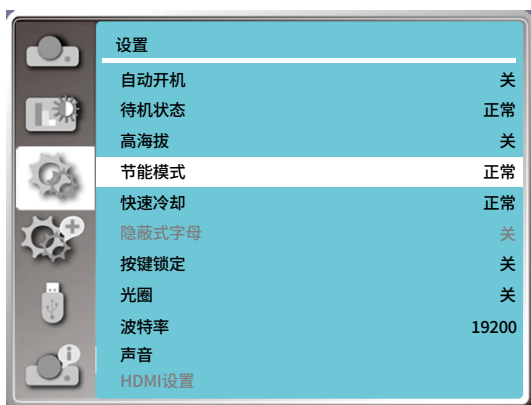 设置
自动开机 关
待机状态 正常
高海拔 关
节能模式 正常
快速冷却 正常
隐蔽式字母 关
按键锁定 关
光圈 关
波特率 19200
声音
HDMI设置